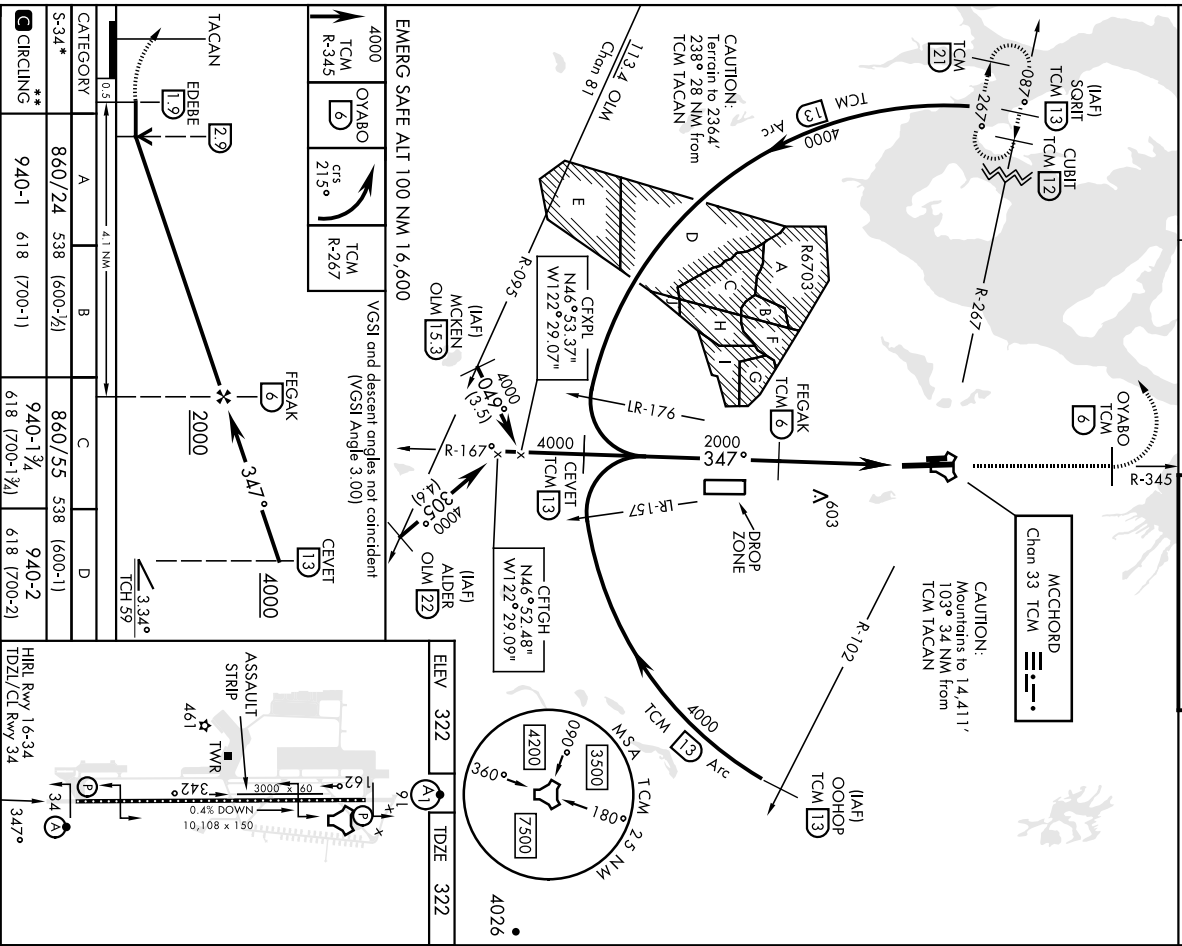 MCCHORD
Chan 33 TCM
CAUTION:
Mountains to 14,411'
103° 34 NM from
TCM TACAN
OYABO
TCM
6
R-345
(IAF)
SQRIT
TCM 13
CUBIT
TCM 12
TCM
21
087°
267°
R-267
TCM 13 Arc
4000
CAUTION:
Terrain to 2364'
238° 28 NM from
TCM TACAN
113.4 OLM
Chan 81
R6703
A
B
C
D
E
F
G
H
I
J
603
FEGAK
TCM
6
2000
347°
DROP
ZONE
LR-176
LR-157
R-102
(IAF)
OOHOP
TCM 13
4000
TCM 13 Arc
CEVET
TCM
13
4000
CFXPL
N46°53.37"
W122°29.07"
CFTGH
N46°52.48"
W122°29.09"
R-095
R-167°
(IAF)
MCKEN
OLM 15.3
4000
049°
(3.5)
(IAF)
ALDER
OLM 22
4000
305°
(4.6)
MSA TCM 25 NM
3500
4200
7500
090°
180°
360°
4026
EMERG SAFE ALT 100 NM 16,600
4000
TCM
R-345
OYABO
6
crs
215°
TCM
R-267
VGSI and descent angles not coincident
(VGSI Angle 3.00)
TACAN
EDEBE
1.9
2.9
FEGAK
6
2000
347°
CEVET
13
4000
3.34°
TCH 59
0.5
4.1 NM
CATEGORY A B C D
S-34* 860/24 538 (600-½) 860/55 538 (600-1)
C CIRCLING** 940-1 618 (700-1) 940-1¾ 618 (700-1¾) 940-2 618 (700-2)
ELEV 322
TDZE 322
A1
16
P
162°
3000 x 60
342°
0.4% DOWN
10,108 x 150
ASSAULT
STRIP
TWR
461
P
34
A
347°
HIRL Rwy 16-34
TDZL/CL Rwy 34